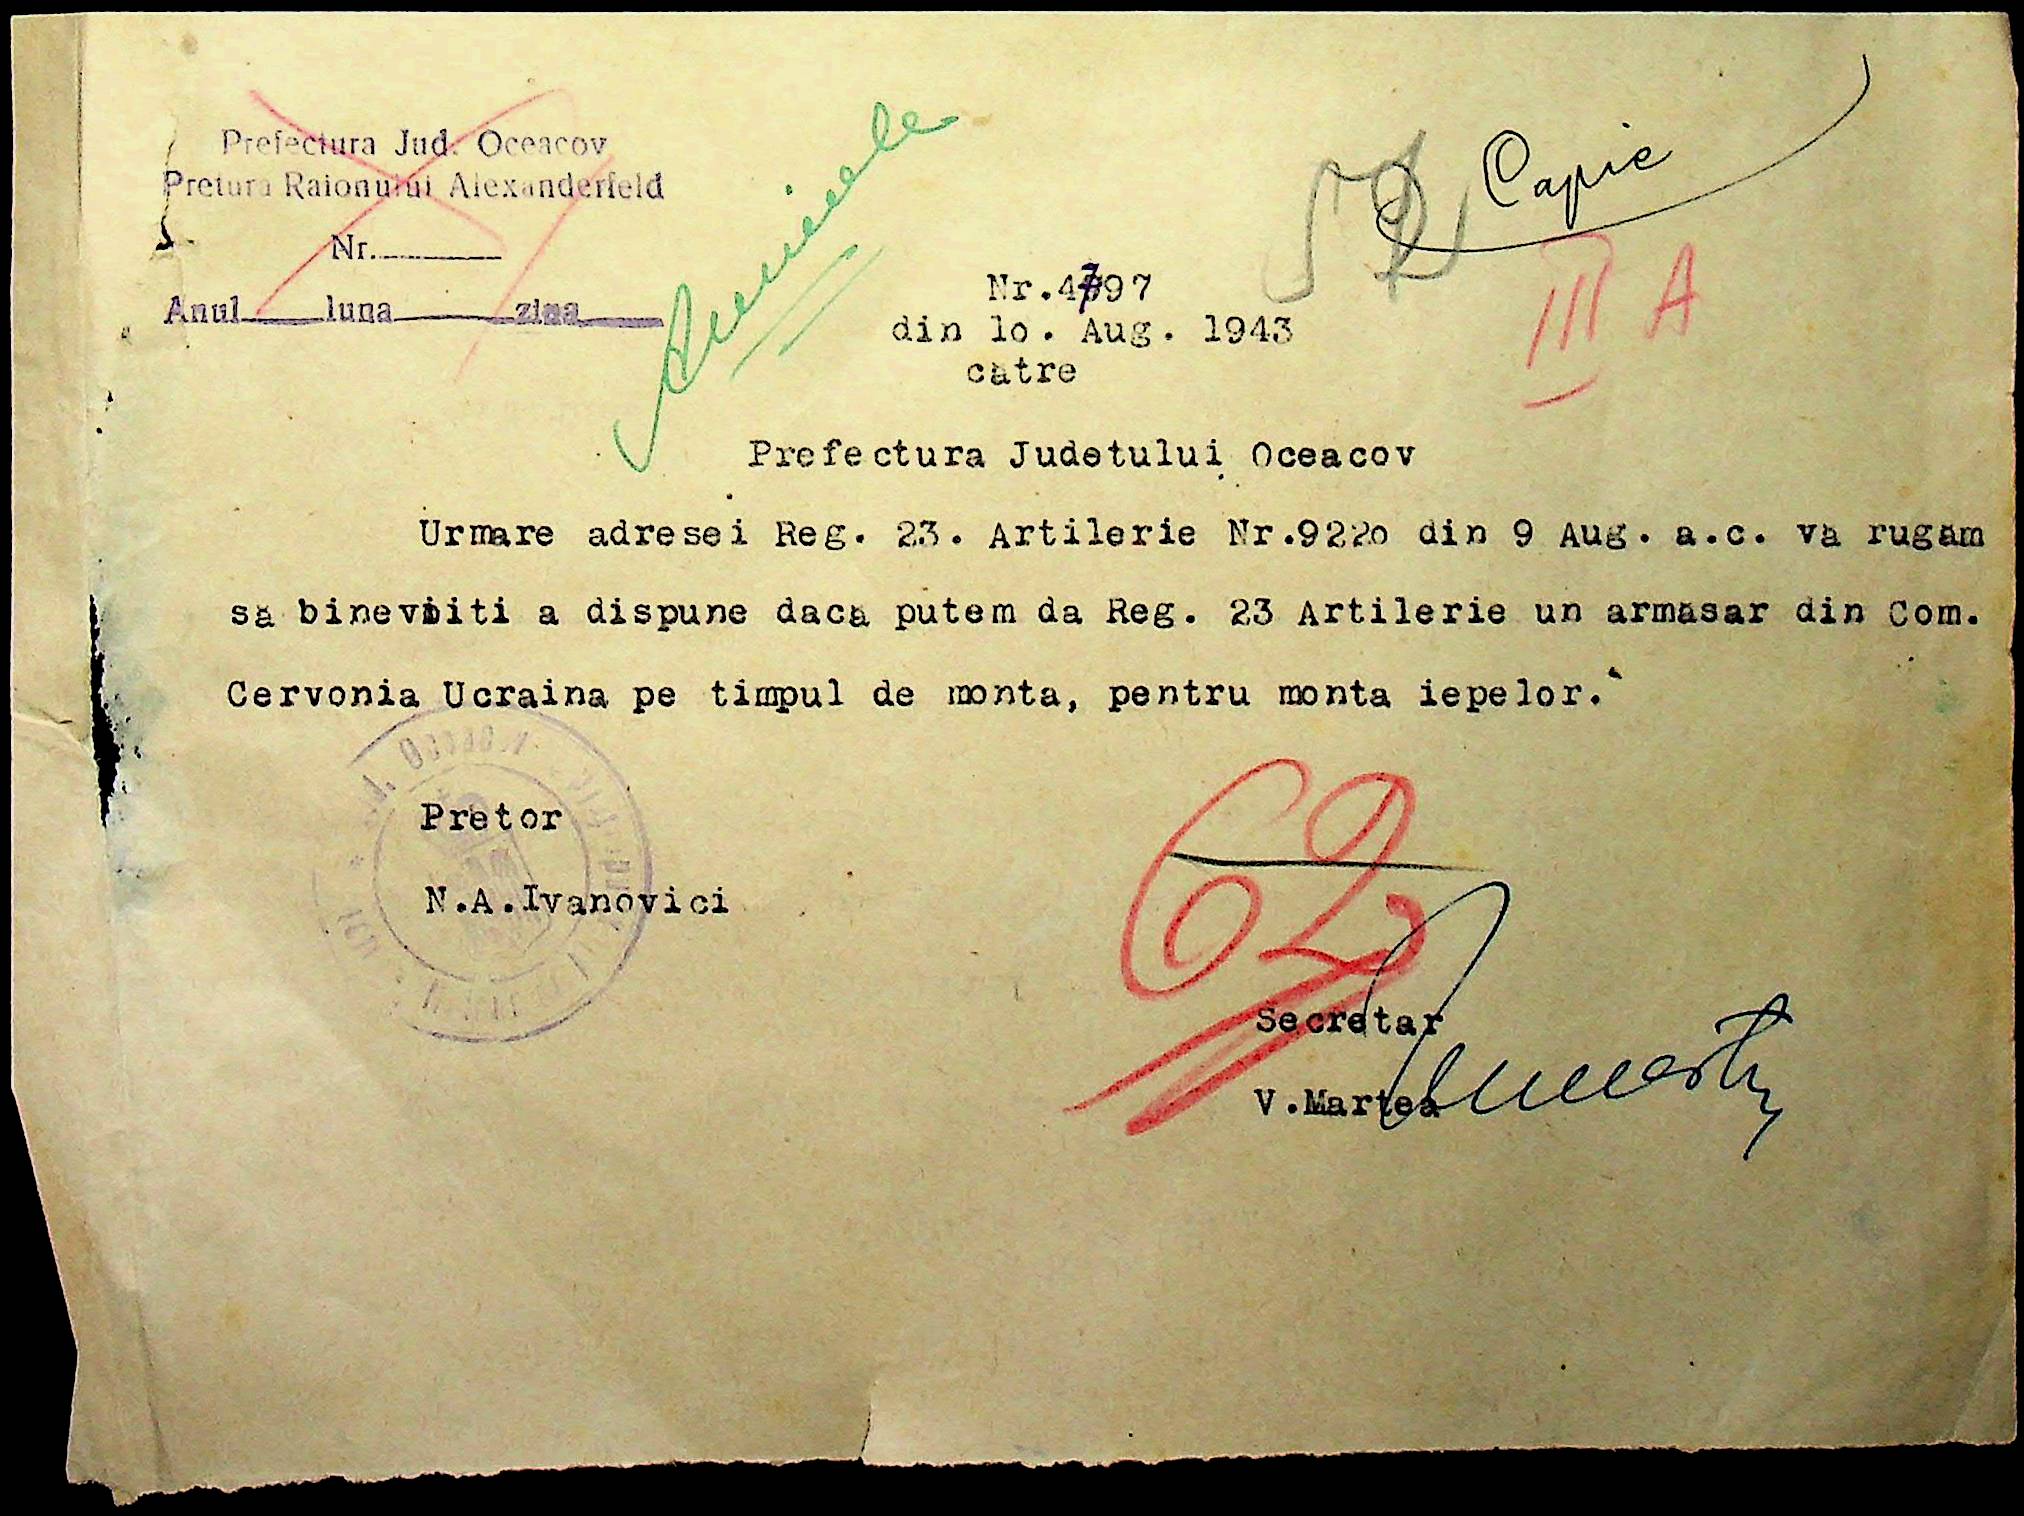 Prefectura Jud. Oceacov
Pretura Raionului Alexanderfeld
Nr.
Anul luna ziua
Copie
III A
Nr.4797
din 1o. Aug. 1943
catre
Prefectura Judetului Oceacov
Urmare adresei Reg. 23. Artilerie Nr.922o din 9 Aug. a.c. va rugam
sa binevoiti a dispune daca putem da Reg. 23 Artilerie un armasar din Com.
Cervonia Ucraina pe timpul de monta, pentru monta iepelor.
Pretor
N.A.Ivanovici
62
Secretar
V.Martea